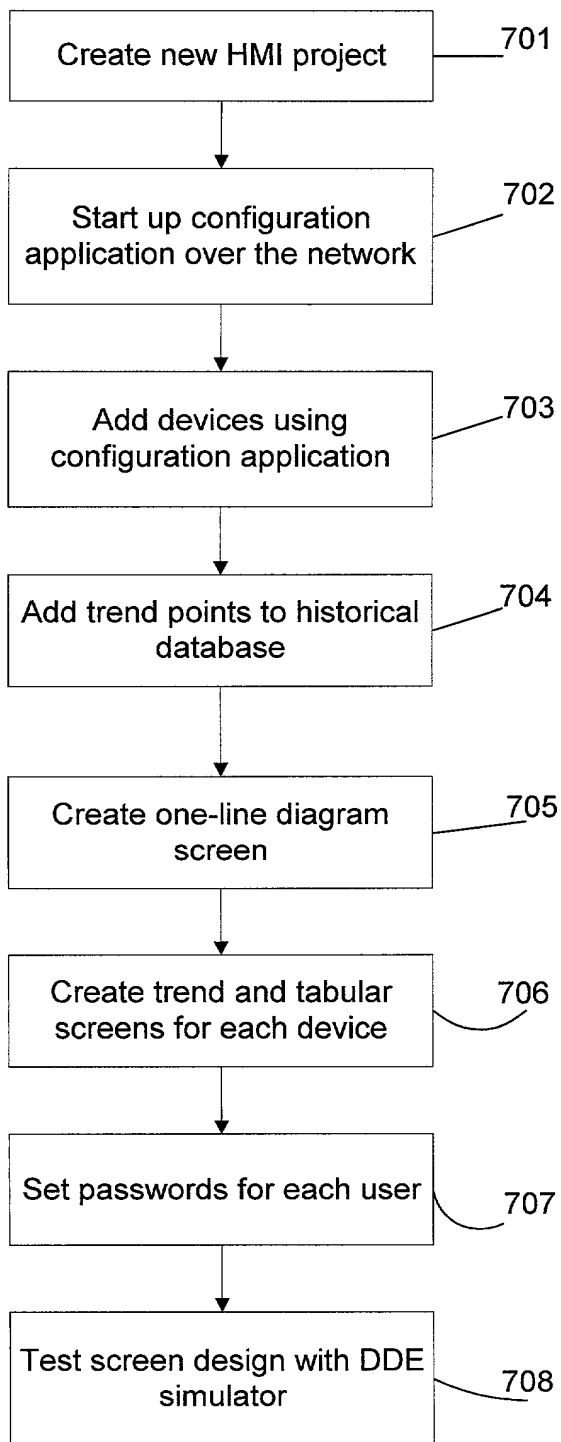 Create new HMI project
701
Start up configuration
application over the network
702
Add devices using
configuration application
703
Add trend points to historical
database
704
Create one-line diagram
screen
705
Create trend and tabular
screens for each device
706
Set passwords for each user
707
Test screen design with DDE
simulator
708